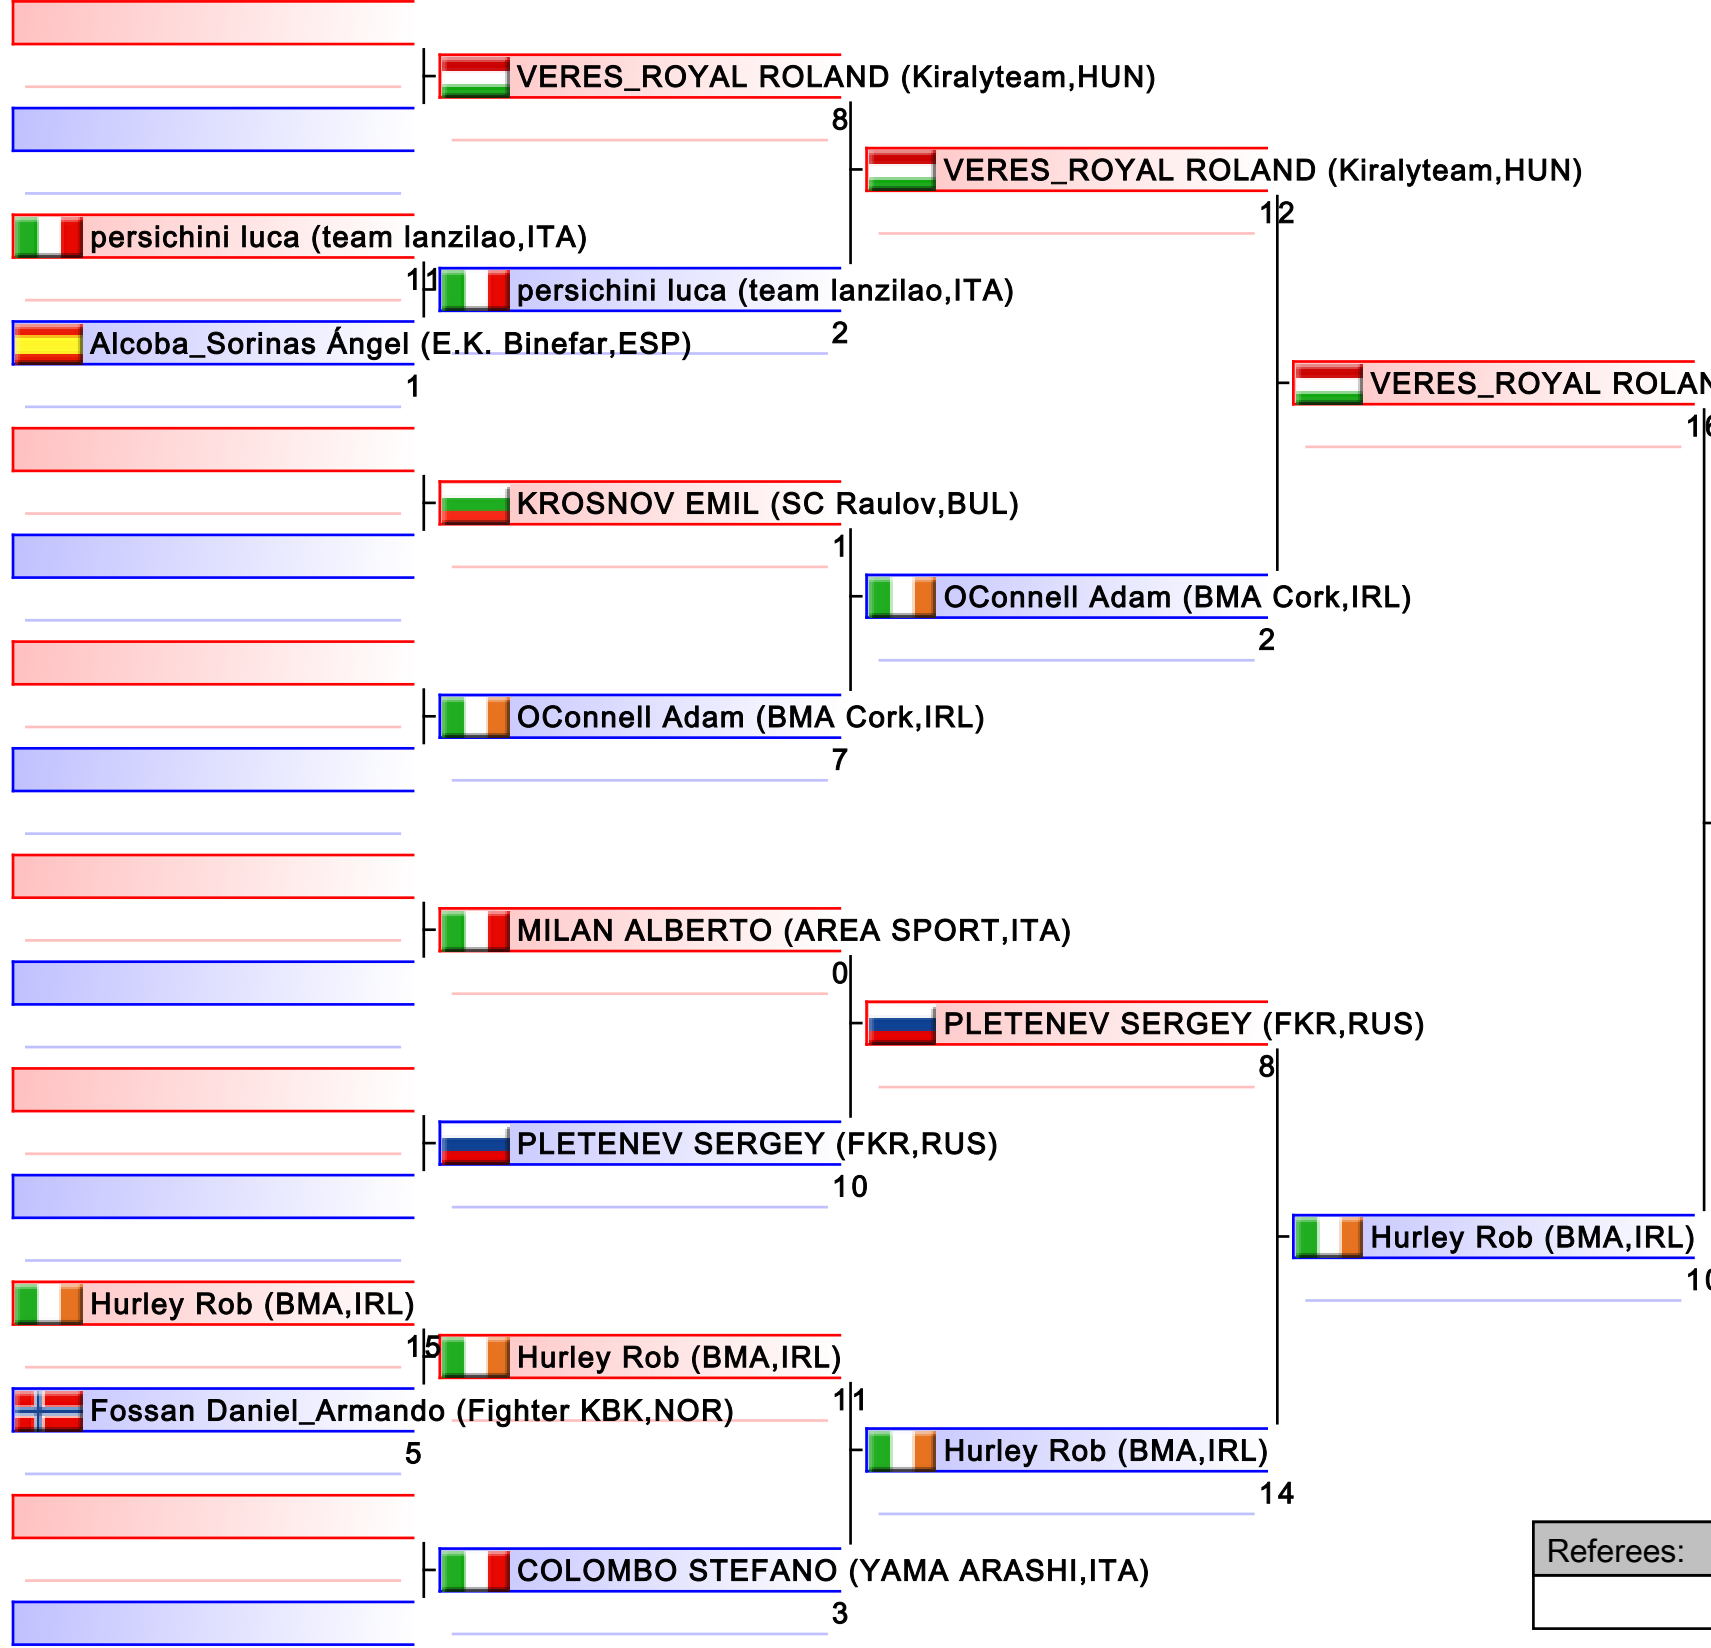 VERES_ROYAL ROLAND (Kiralyteam,HUN)
8
VERES_ROYAL ROLAND (Kiralyteam,HUN)
12
persichini luca (team lanzilao,ITA)
11
persichini luca (team lanzilao,ITA)
2
Alcoba_Sorinas Ángel (E.K. Binefar,ESP)
1
VERES_ROYAL ROLAN
16
KROSNOV EMIL (SC Raulov,BUL)
1
OConnell Adam (BMA Cork,IRL)
2
OConnell Adam (BMA Cork,IRL)
7
MILAN ALBERTO (AREA SPORT,ITA)
0
PLETENEV SERGEY (FKR,RUS)
8
PLETENEV SERGEY (FKR,RUS)
10
Hurley Rob (BMA,IRL)
10
Hurley Rob (BMA,IRL)
15
Hurley Rob (BMA,IRL)
11
Fossan Daniel_Armando (Fighter KBK,NOR)
5
Hurley Rob (BMA,IRL)
14
COLOMBO STEFANO (YAMA ARASHI,ITA)
3
Referees: